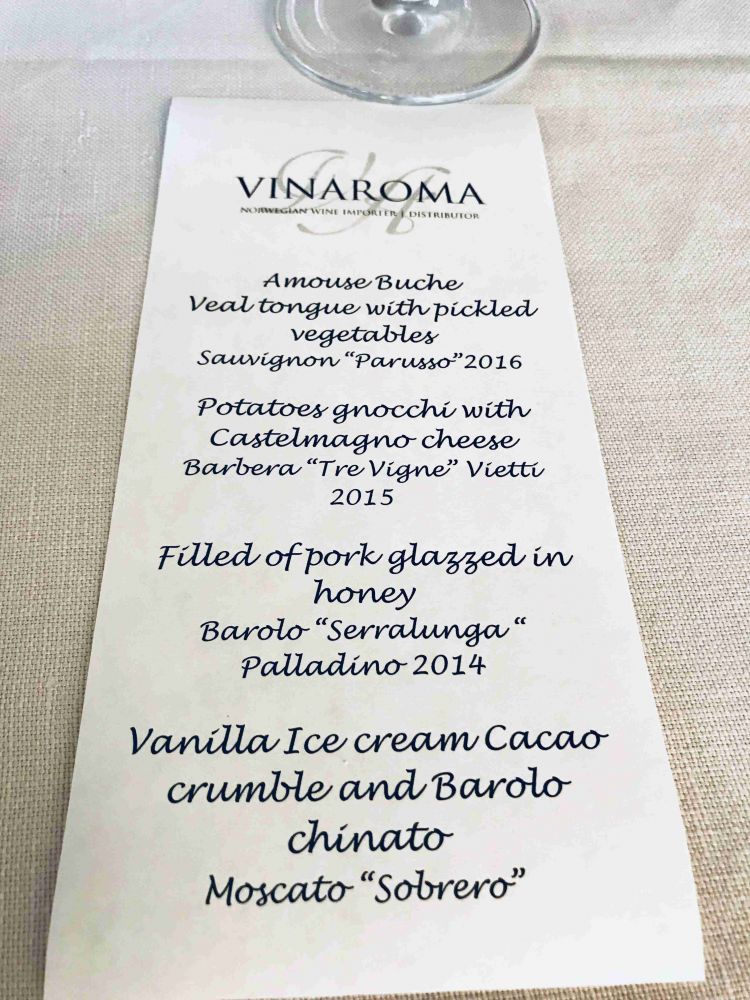 VINAROMA
NORWEGIAN WINE IMPORTER | DISTRIBUTOR
Amouse Buche
Veal tongue with pickled
vegetables
Sauvignon “Parusso”2016
Potatoes gnocchi with
Castelmagno cheese
Barbera “Tre Vigne” Vietti
2015
Filled of pork glazzed in
honey
Barolo “Serralunga “
Palladino 2014
Vanilla Ice cream Cacao
crumble and Barolo
chinato
Moscato “Sobrero”